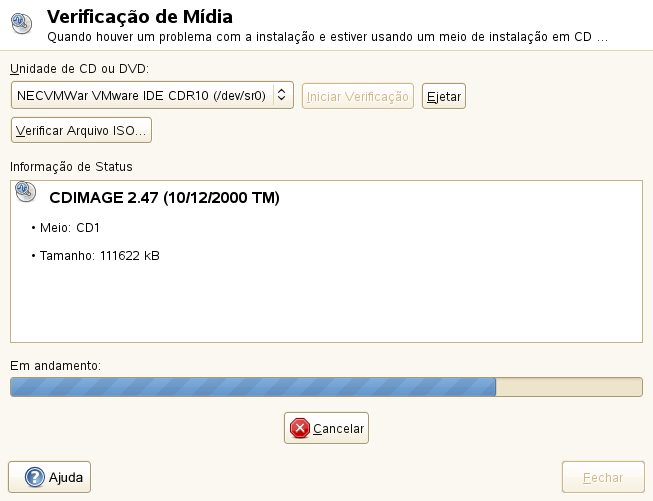 Verificação de Mídia
Quando houver um problema com a instalação e estiver usando um meio de instalação em CD ...
Unidade de CD ou DVD:
NECVMWar VMware IDE CDR10 (/dev/sr0) Iniciar Verificação Ejetar
Verificar Arquivo ISO...
Informação de Status
CDIMAGE 2.47 (10/12/2000 TM)
• Meio: CD1
• Tamanho: 111622 kB
Em andamento:
Cancelar
Ajuda Fechar